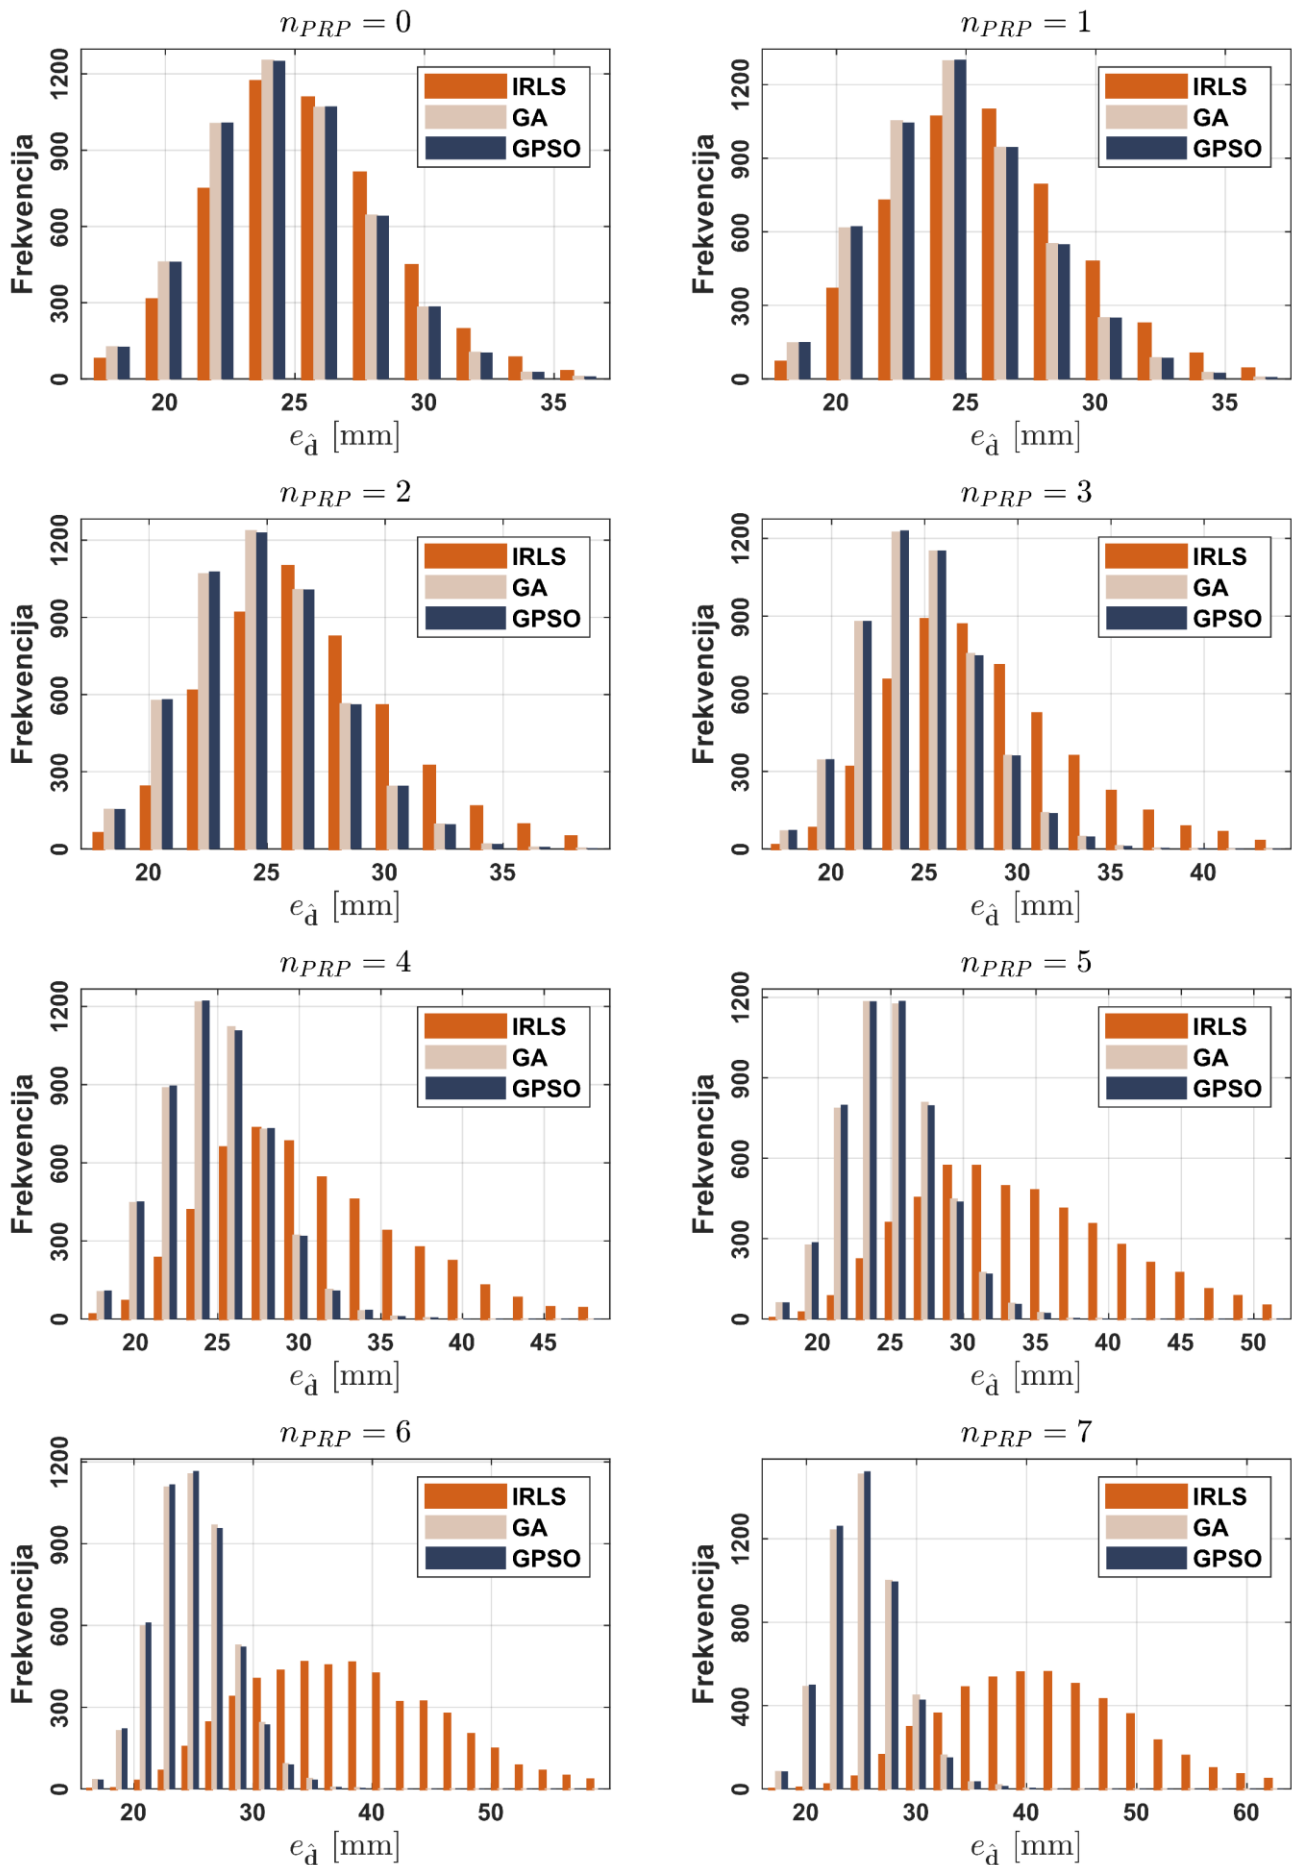 n_PRP = 0
1200
900
600
300
0
Frekvencija
IRLS
GA
GPSO
20 25 30 35
e_d̂ [mm]
n_PRP = 1
1200
900
600
300
0
Frekvencija
IRLS
GA
GPSO
20 25 30 35
e_d̂ [mm]
n_PRP = 2
1200
900
600
300
0
Frekvencija
IRLS
GA
GPSO
20 25 30 35
e_d̂ [mm]
n_PRP = 3
1200
900
600
300
0
Frekvencija
IRLS
GA
GPSO
20 25 30 35 40
e_d̂ [mm]
n_PRP = 4
1200
900
600
300
0
Frekvencija
IRLS
GA
GPSO
20 25 30 35 40 45
e_d̂ [mm]
n_PRP = 5
1200
900
600
300
0
Frekvencija
IRLS
GA
GPSO
20 25 30 35 40 45 50
e_d̂ [mm]
n_PRP = 6
1200
900
600
300
0
Frekvencija
IRLS
GA
GPSO
20 30 40 50
e_d̂ [mm]
n_PRP = 7
1200
800
400
0
Frekvencija
IRLS
GA
GPSO
20 30 40 50 60
e_d̂ [mm]